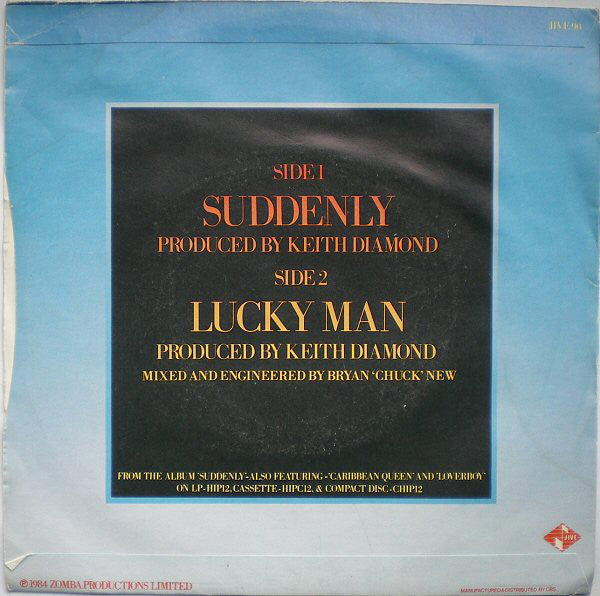 JIVE 90
SIDE 1
SUDDENLY
PRODUCED BY KEITH DIAMOND
SIDE 2
LUCKY MAN
PRODUCED BY KEITH DIAMOND
MIXED AND ENGINEERED BY BRYAN 'CHUCK' NEW
FROM THE ALBUM 'SUDDENLY'-ALSO FEATURING-'CARIBBEAN QUEEN' AND 'LOVERBOY'
ON LP-HIP12, CASSETTE-HIPC12, & COMPACT DISC-CHIP12
JIVE
℗ 1984 ZOMBA PRODUCTIONS LIMITED
MANUFACTURED & DISTRIBUTED BY CBS.